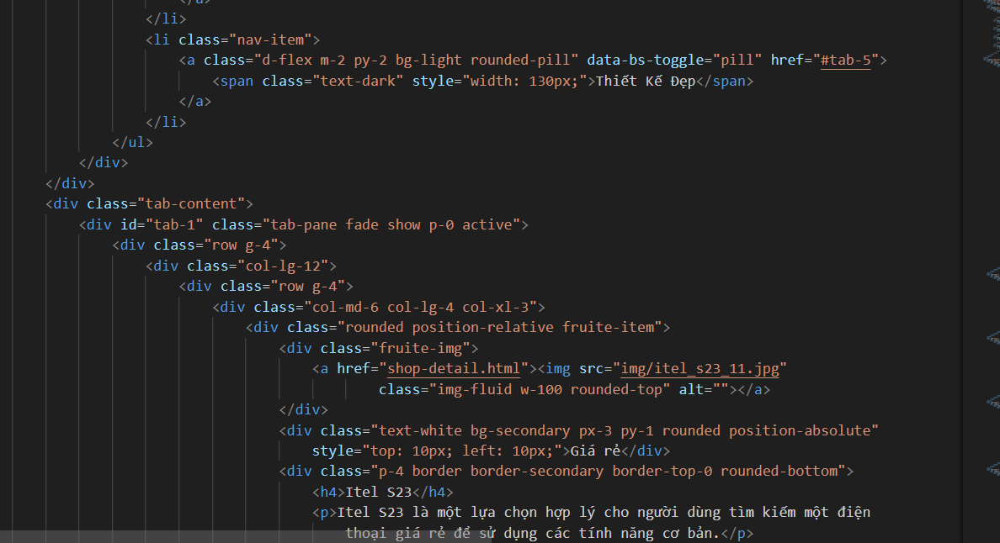 </a>
</li>
<li class="nav-item">
<a class="d-flex m-2 py-2 bg-light rounded-pill" data-bs-toggle="pill" href="#tab-5">
<span class="text-dark" style="width: 130px;">Thiết Kế Đẹp</span>
</a>
</li>
</ul>
</div>
</div>
<div class="tab-content">
<div id="tab-1" class="tab-pane fade show p-0 active">
<div class="row g-4">
<div class="col-lg-12">
<div class="row g-4">
<div class="col-md-6 col-lg-4 col-xl-3">
<div class="rounded position-relative fruite-item">
<div class="fruite-img">
<a href="shop-detail.html"><img src="img/itel_s23_11.jpg"
class="img-fluid w-100 rounded-top" alt=""></a>
</div>
<div class="text-white bg-secondary px-3 py-1 rounded position-absolute"
style="top: 10px; left: 10px;">Giá rẻ</div>
<div class="p-4 border border-secondary border-top-0 rounded-bottom">
<h4>Itel S23</h4>
<p>Itel S23 là một lựa chọn hợp lý cho người dùng tìm kiếm một điện
thoại giá rẻ để sử dụng các tính năng cơ bản.</p>